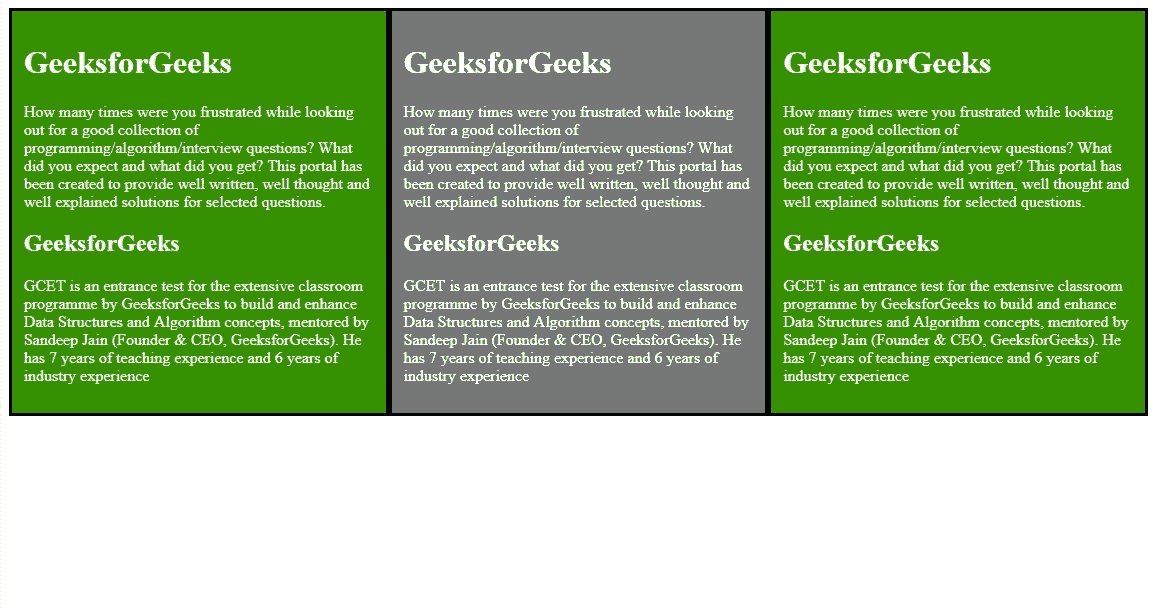 GeeksforGeeks
How many times were you frustrated while looking
out for a good collection of
programming/algorithm/interview questions? What
did you expect and what did you get? This portal has
been created to provide well written, well thought and
well explained solutions for selected questions.
GeeksforGeeks
GCET is an entrance test for the extensive classroom
programme by GeeksforGeeks to build and enhance
Data Structures and Algorithm concepts, mentored by
Sandeep Jain (Founder & CEO, GeeksforGeeks). He
has 7 years of teaching experience and 6 years of
industry experience
GeeksforGeeks
How many times were you frustrated while looking
out for a good collection of
programming/algorithm/interview questions? What
did you expect and what did you get? This portal has
been created to provide well written, well thought and
well explained solutions for selected questions.
GeeksforGeeks
GCET is an entrance test for the extensive classroom
programme by GeeksforGeeks to build and enhance
Data Structures and Algorithm concepts, mentored by
Sandeep Jain (Founder & CEO, GeeksforGeeks). He
has 7 years of teaching experience and 6 years of
industry experience
GeeksforGeeks
How many times were you frustrated while looking
out for a good collection of
programming/algorithm/interview questions? What
did you expect and what did you get? This portal has
been created to provide well written, well thought and
well explained solutions for selected questions.
GeeksforGeeks
GCET is an entrance test for the extensive classroom
programme by GeeksforGeeks to build and enhance
Data Structures and Algorithm concepts, mentored by
Sandeep Jain (Founder & CEO, GeeksforGeeks). He
has 7 years of teaching experience and 6 years of
industry experience